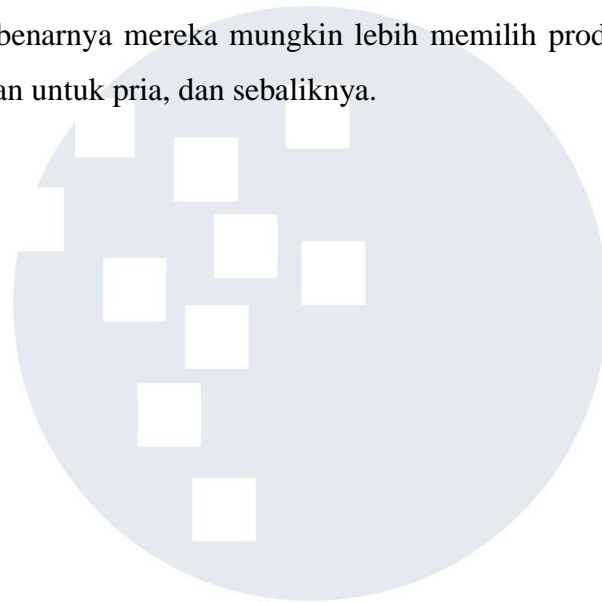 benarnya mereka mungkin lebih memilih prod
an untuk pria, dan sebaliknya.